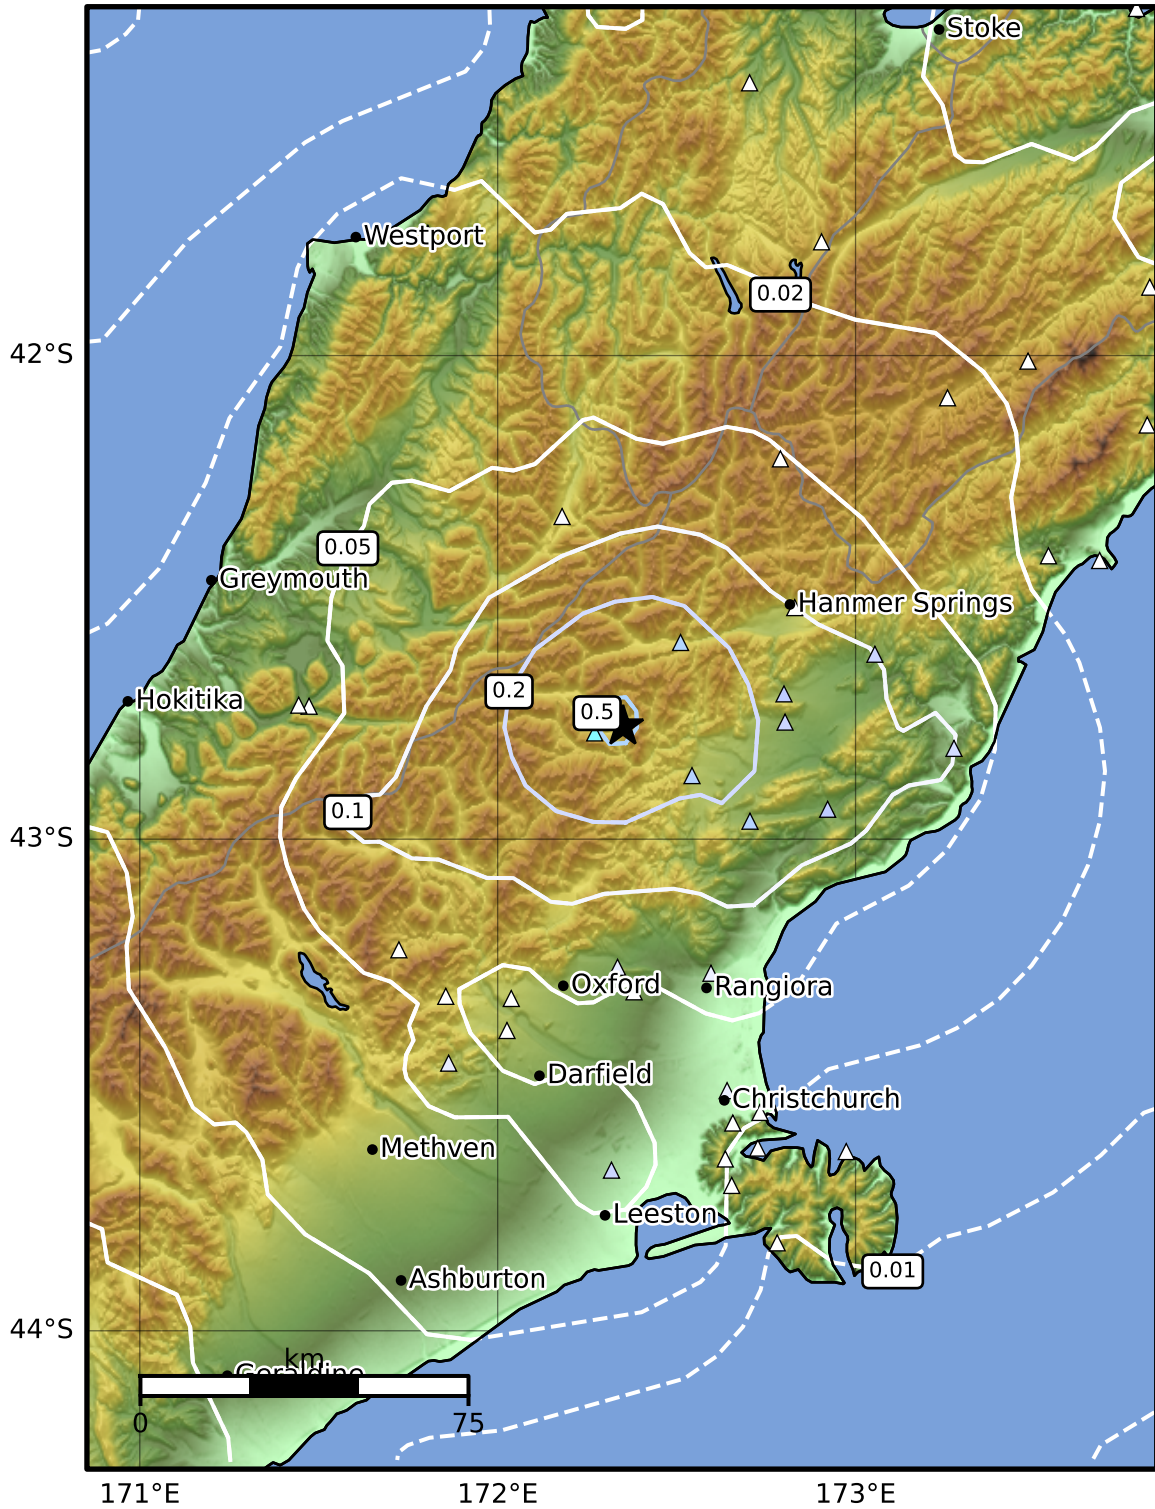 Stoke
Westport
0.02
42°S
0.05
Greymouth
Hanmer Springs
0.2
Hokitika
0.5
0.1
43°S
Oxford
Rangiora
Darfield
Christchurch
Methven
Leeston
0.01
Ashburton
44°S
km
Geraldine
0
75
171°E
172°E
173°E